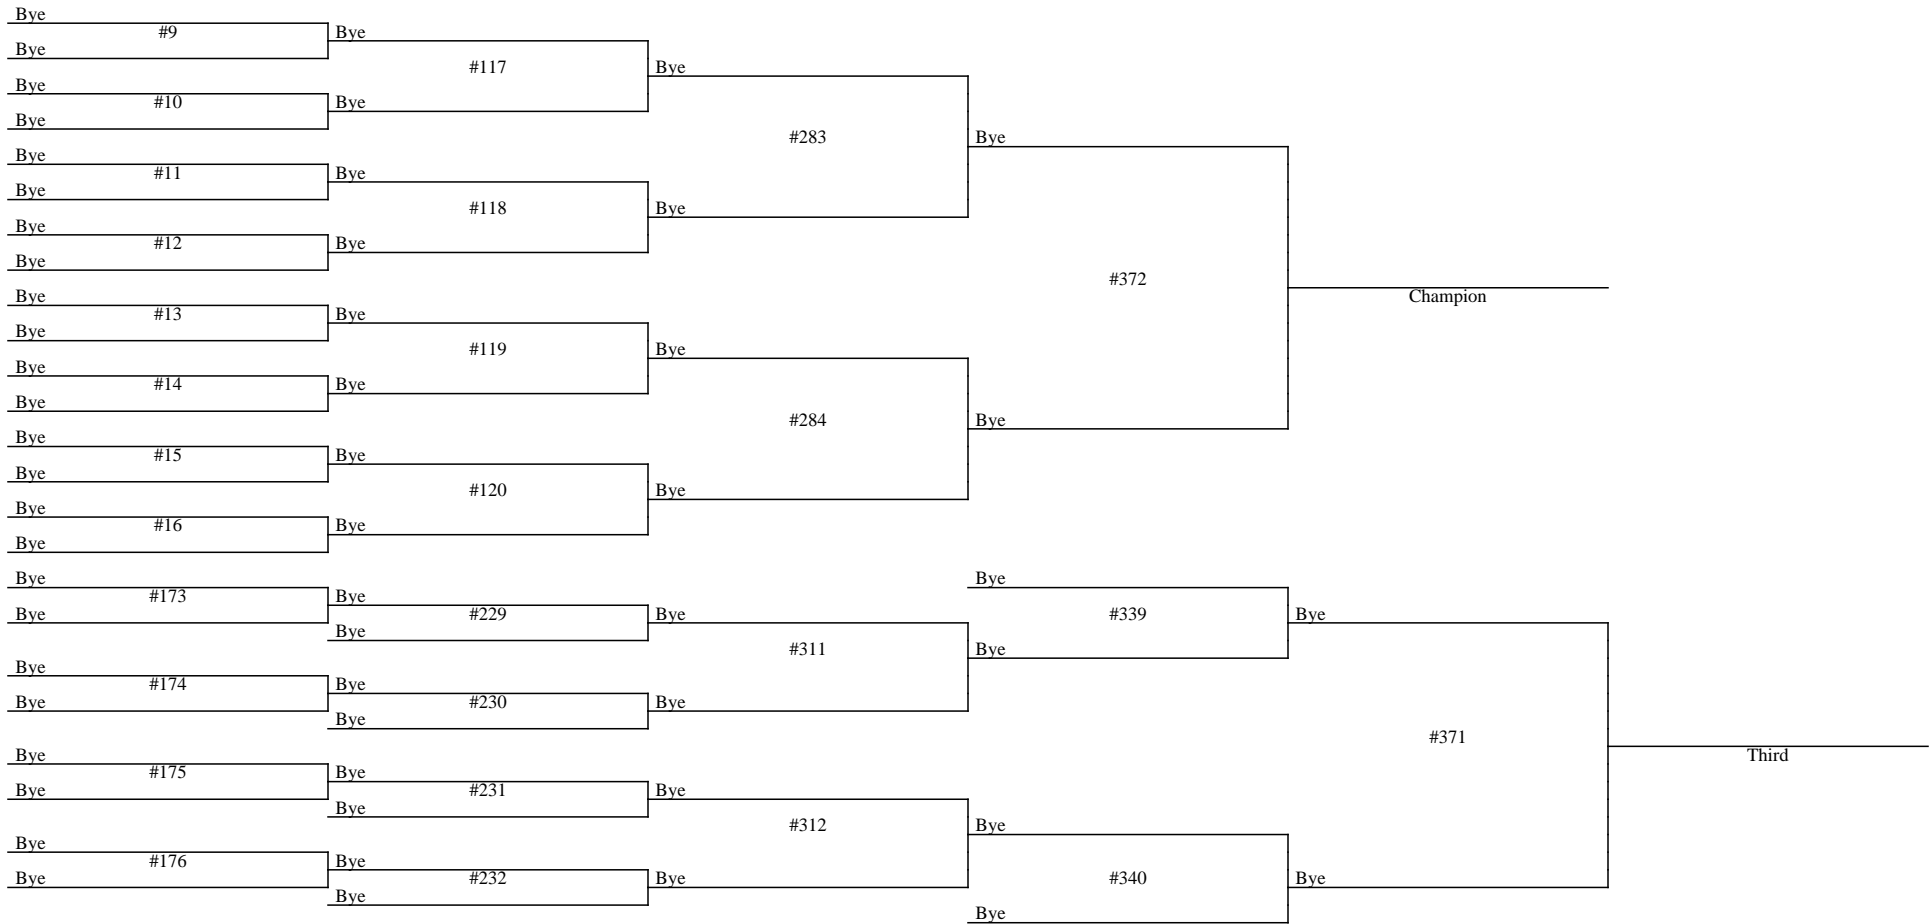 Bye
#9 Bye
Bye
#117 Bye
Bye
#10 Bye
Bye
#283 Bye
Bye
#11 Bye
Bye
#118 Bye
Bye
#12 Bye
Bye
#372
Champion
Bye
#13 Bye
Bye
#119 Bye
Bye
#14 Bye
Bye
#284 Bye
Bye
#15 Bye
Bye
#120 Bye
Bye
#16 Bye
Bye
Bye Bye
#173 Bye
Bye #229 Bye #339 Bye
Bye #311 Bye
Bye
#174 Bye
Bye #230 Bye
Bye
#371
Third
Bye
#175 Bye
Bye #231 Bye
Bye #312 Bye
Bye
#176 Bye
Bye #232 Bye #340 Bye
Bye Bye